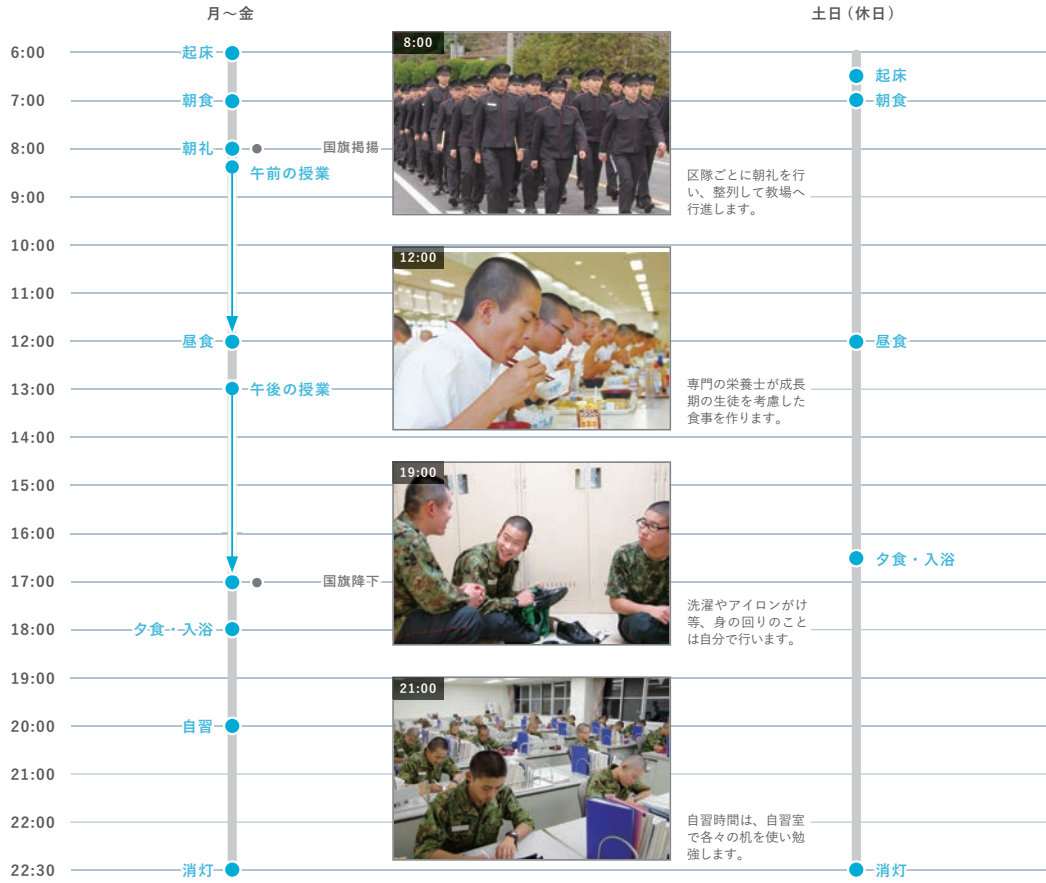 月〜金
土日(休日)
6:00
起床
8:00
起床
7:00
朝食
朝食
8:00
朝礼
国旗掲揚
午前の授業
区隊ごとに朝礼を行
い、整列して教場へ
行進します。
9:00
10:00
12:00
11:00
12:00
昼食
昼食
13:00
午後の授業
専門の栄養士が成長
期の生徒を考慮した
食事を作ります。
14:00
19:00
15:00
16:00
夕食・入浴
17:00
国旗降下
洗濯やアイロンがけ
等、身の回りのこと
は自分で行います。
18:00
夕食・入浴
19:00
21:00
20:00
自習
21:00
22:00
自習時間は、自習室
で各々の机を使い勉
強します。
22:30
消灯
消灯